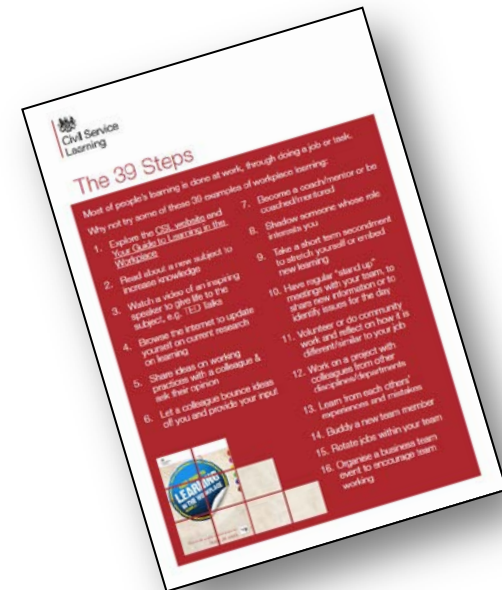 Civil Service
Learning
The 39 Steps
Most of people's learning is done at work, through doing a job or task.
Why not try some of these 39 examples of workplace learning:
1. Explore the CSL website and
Your Guide to Learning in the
Workplace
2. Read about a new subject to
increase knowledge
3. Watch a video of an inspiring
speaker to give life to the
subject, e.g. TED talks
4. Browse the internet to update
yourself on current research
on learning
5. Share ideas on working
practices with a colleague &
ask their opinion
6. Let a colleague bounce ideas
off you and provide your input
7. Become a coach/mentor or be
coached/mentored
8. Shadow someone whose role
interests you
9. Take a short term secondment
to stretch yourself or embed
new learning
10. Have regular "stand up"
meetings with your team, to
share new information or to
identify issues for the day
11. Volunteer or do community
work and reflect on how it is
different/similar to your job
12. Work on a project with
colleagues from other
disciplines/departments
13. Learn from each others'
experiences and mistakes
14. Buddy a new team member
15. Rotate jobs within your team
16. Organise a business team
event to encourage team
working
LEARNING
IN THE WORKPLACE